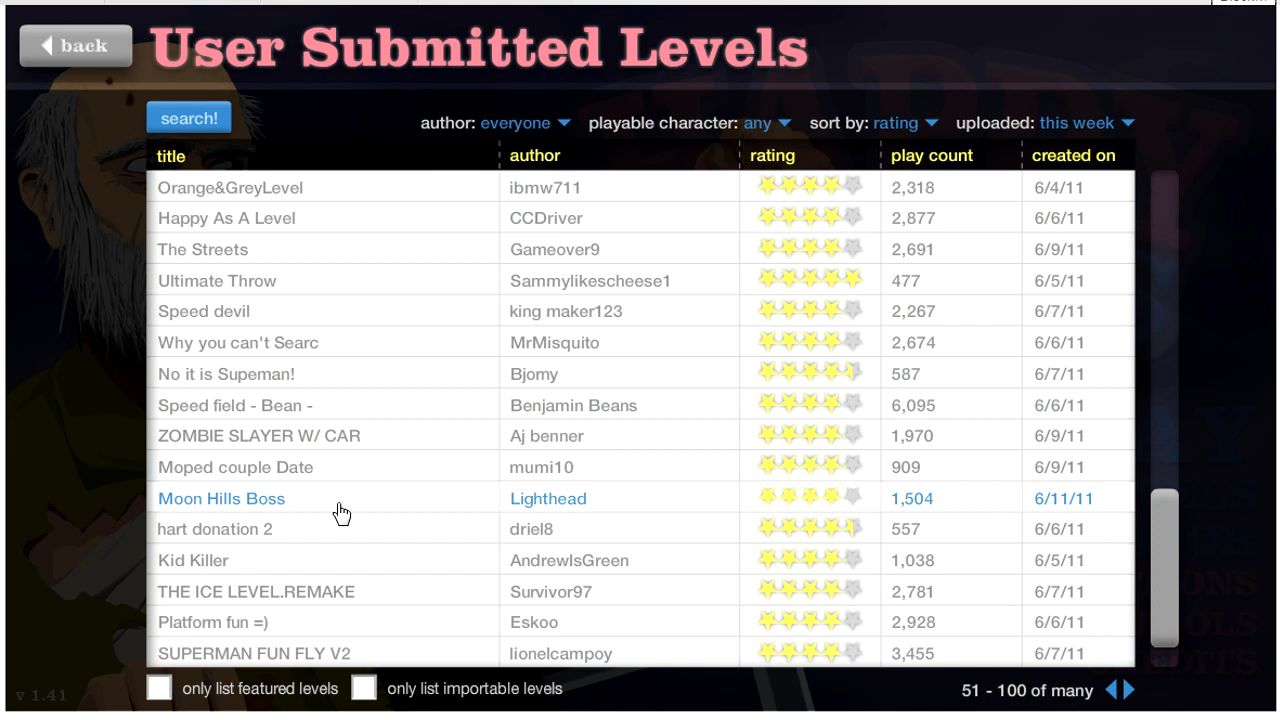 back User Submitted Levels
search! author: everyone playable character: any sort by: rating uploaded: this week
title author rating play count created on
Orange&GreyLevel ibmw711 2,318 6/4/11
Happy As A Level CCDriver 2,877 6/6/11
The Streets Gameover9 2,691 6/9/11
Ultimate Throw Sammylikescheese1 477 6/5/11
Speed devil king maker123 2,267 6/7/11
Why you can't Searc MrMisquito 2,674 6/6/11
No it is Supeman! Bjorny 587 6/7/11
Speed field - Bean - Benjamin Beans 6,095 6/6/11
ZOMBIE SLAYER W/ CAR Aj benner 1,970 6/9/11
Moped couple Date mumi10 909 6/9/11
Moon Hills Boss Lighthead 1,504 6/11/11
hart donation 2 driel8 557 6/6/11
Kid Killer AndrewIsGreen 1,038 6/5/11
THE ICE LEVEL.REMAKE Survivor97 2,781 6/7/11
Platform fun =) Eskoo 2,928 6/6/11
SUPERMAN FUN FLY V2 lionelcampoy 3,455 6/7/11
only list featured levels only list importable levels 51 - 100 of many
v 1.41